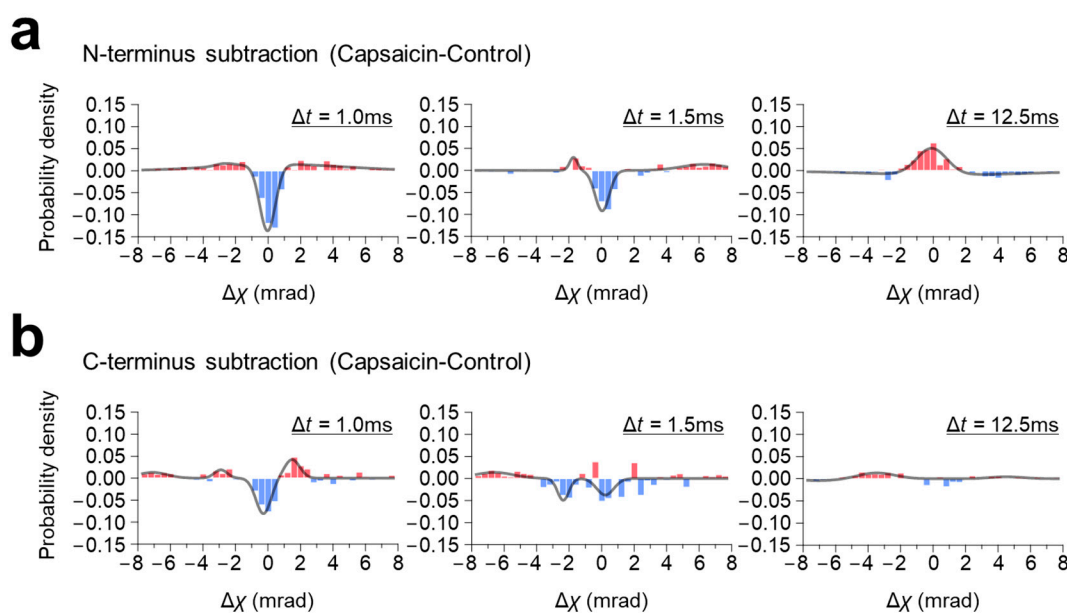 a
N-terminus subtraction (Capsaicin-Control)
Probability density
0.15
0.10
0.05
0.00
−0.05
−0.10
−0.15
Δt = 1.0ms
−8 −6 −4 −2 0 2 4 6 8
Δχ (mrad)
0.15
0.10
0.05
0.00
−0.05
−0.10
−0.15
Δt = 1.5ms
−8 −6 −4 −2 0 2 4 6 8
Δχ (mrad)
0.15
0.10
0.05
0.00
−0.05
−0.10
−0.15
Δt = 12.5ms
−8 −6 −4 −2 0 2 4 6 8
Δχ (mrad)
b
C-terminus subtraction (Capsaicin-Control)
Probability density
0.15
0.10
0.05
0.00
−0.05
−0.10
−0.15
Δt = 1.0ms
−8 −6 −4 −2 0 2 4 6 8
Δχ (mrad)
0.15
0.10
0.05
0.00
−0.05
−0.10
−0.15
Δt = 1.5ms
−8 −6 −4 −2 0 2 4 6 8
Δχ (mrad)
0.15
0.10
0.05
0.00
−0.05
−0.10
−0.15
Δt = 12.5ms
−8 −6 −4 −2 0 2 4 6 8
Δχ (mrad)